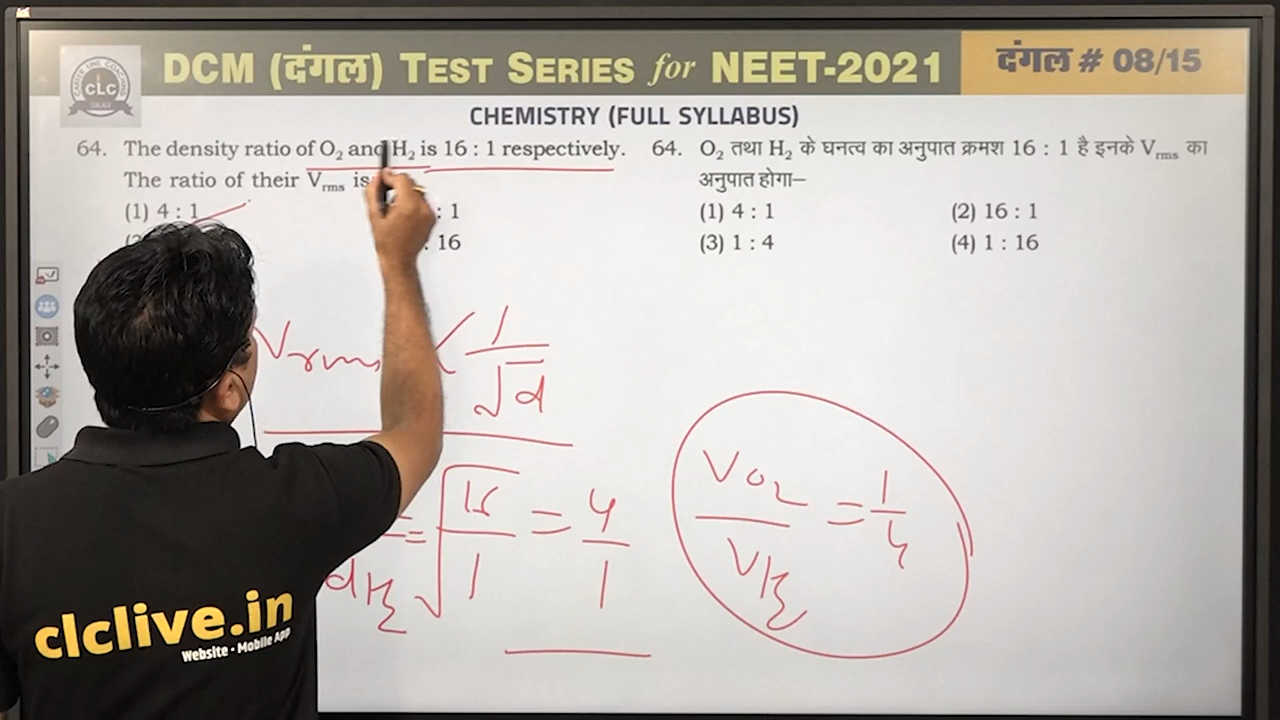 DCM (दंगल) TEST SERIES for NEET-2021
दंगल # 08/15
CLC
SIKAR
CHEMISTRY (FULL SYLLABUS)
64. The density ratio of O₂ and H₂ is 16 : 1 respectively.
The ratio of their Vrms is
(1) 4 : 1
: 1
: 16
64. O₂ तथा H₂ के घनत्व का अनुपात क्रमश 16 : 1 है इनके Vrms का
अनुपात होगा–
(1) 4 : 1 (2) 16 : 1
(3) 1 : 4 (4) 1 : 16
Vrms ∝ 1/√d
dH₂ = √16/1 = 4/1
VO₂/VH₂ = 1/4
clclive.in
Website - Mobile App